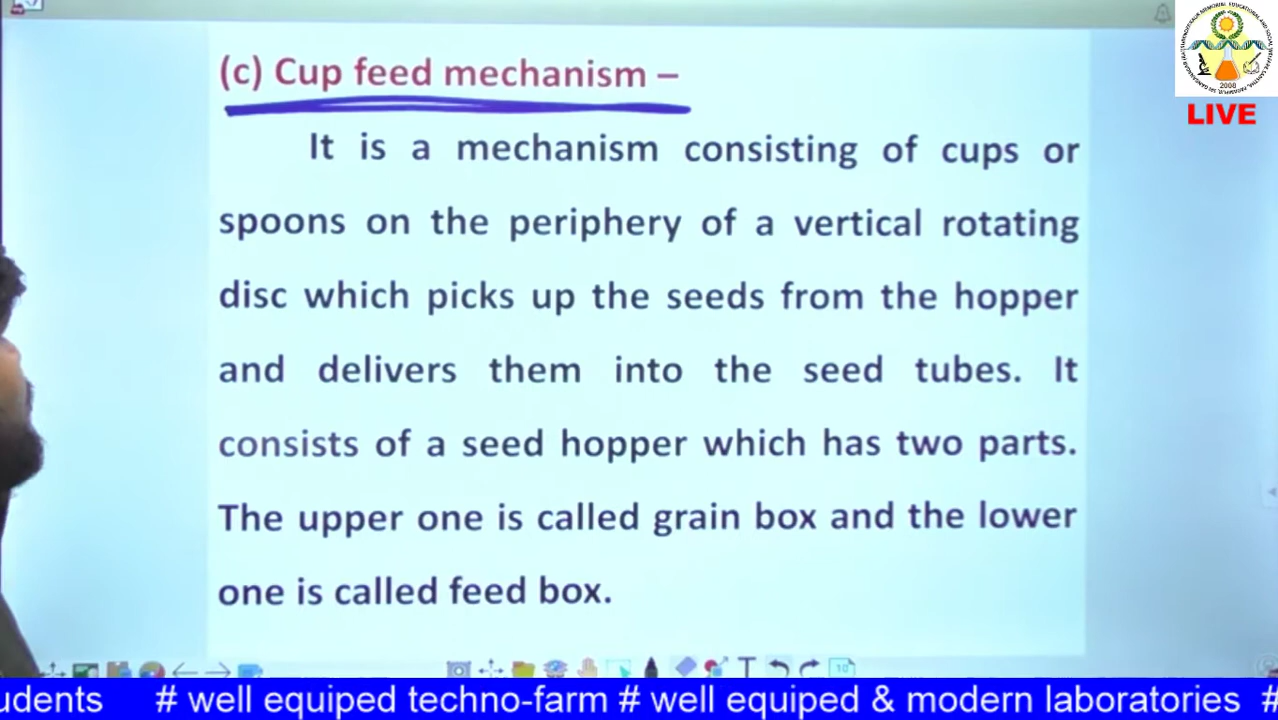 (c) Cup feed mechanism –
It is a mechanism consisting of cups or
spoons on the periphery of a vertical rotating
disc which picks up the seeds from the hopper
and delivers them into the seed tubes. It
consists of a seed hopper which has two parts.
The upper one is called grain box and the lower
one is called feed box.
2008
LIVE
T
10
udents # well equiped techno-farm # well equiped & modern laboratories #